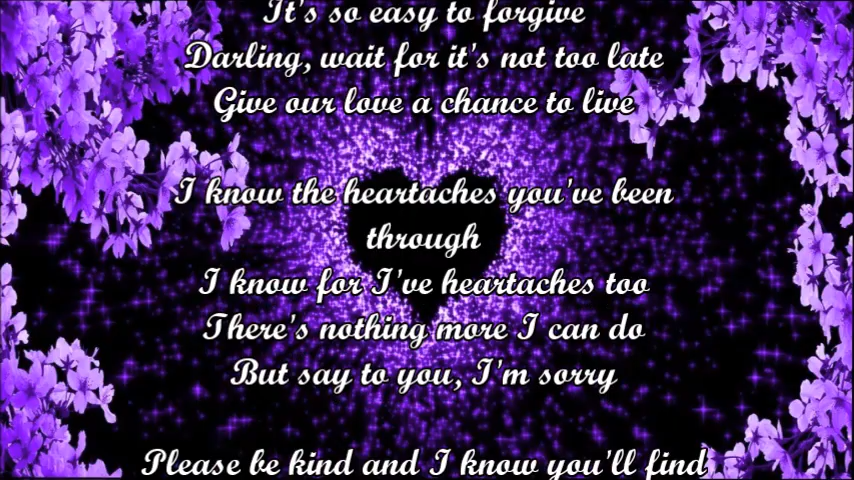 It's so easy to forgive
Darling, wait for it's not too late
Give our love a chance to live
I know the heartaches you've been
through
I know for I've heartaches too
There's nothing more I can do
But say to you, I'm sorry
Please be kind and I know you'll find